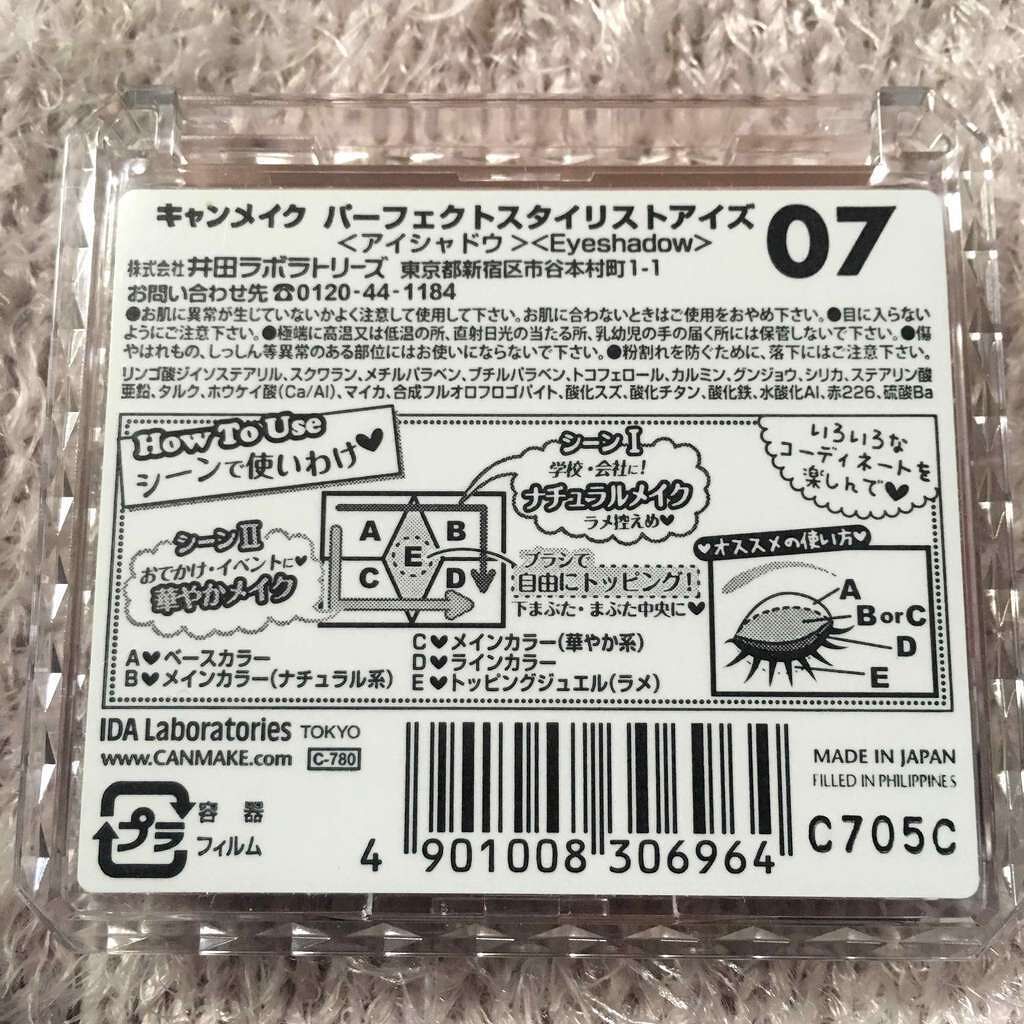 キャンメイク パーフェクトスタイリストアイズ 07
<アイシャドウ><Eyeshadow>
株式会社 井田ラボラトリーズ 東京都新宿区市谷本村町1-1
お問い合わせ先 ☎0120-44-1184
●お肌に異常が生じていないかよく注意して使用して下さい。お肌に合わないときはご使用をおやめ下さい。●目に入らない
ようにご注意下さい。●極端に高温又は低温の所、直射日光の当たる所、乳幼児の手の届く所には保管しないで下さい。●傷
やはれもの、しっしん等異常のある部位にはお使いにならないで下さい。●粉割れを防ぐために、落下にはご注意下さい。
リンゴ酸ジイソステアリル、スクワラン、メチルパラベン、ブチルパラベン、トコフェロール、カルミン、グンジョウ、シリカ、ステアリン酸
亜鉛、タルク、ホウケイ酸(Ca/Al)、マイカ、合成フルオロフロゴパイト、酸化スズ、酸化チタン、酸化鉄、水酸化Al、赤226、硫酸Ba
How To Use
シーンで使いわけ♥
シーンI
学校・会社に!
ナチュラルメイク
ラメ控えめ♥
いろいろな
コーディネートを
楽しんで♥
シーンII
おでかけ・イベントに♥
華やかメイク
A
B
E
C
D
ブラシで
自由にトッピング!
下まぶた・まぶた中央に♥
♥オススメの使い方♥
A
B or C
D
E
A♥ベースカラー
B♥メインカラー(ナチュラル系)
C♥メインカラー(華やか系)
D♥ラインカラー
E♥トッピングジュエル(ラメ)
IDA Laboratories TOKYO
www.CANMAKE.com C-780
プラ
容器
フィルム
4 901008 306964
MADE IN JAPAN
FILLED IN PHILIPPINES
C705C